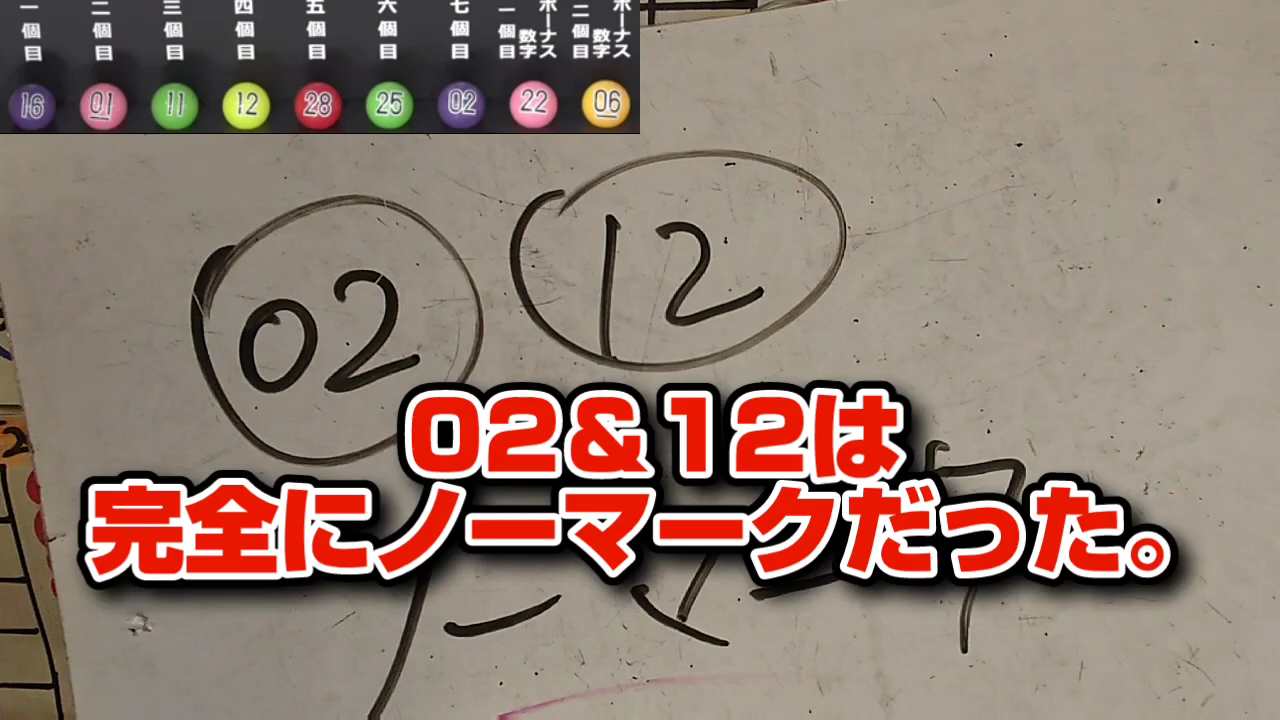 一個目
二個目
三個目
四個目
五個目
六個目
七個目
ボーナス数字一個目
ボーナス数字二個目
16 01 11 12 28 25 02 22 06
02 12
02&12は
完全にノーマークだった。